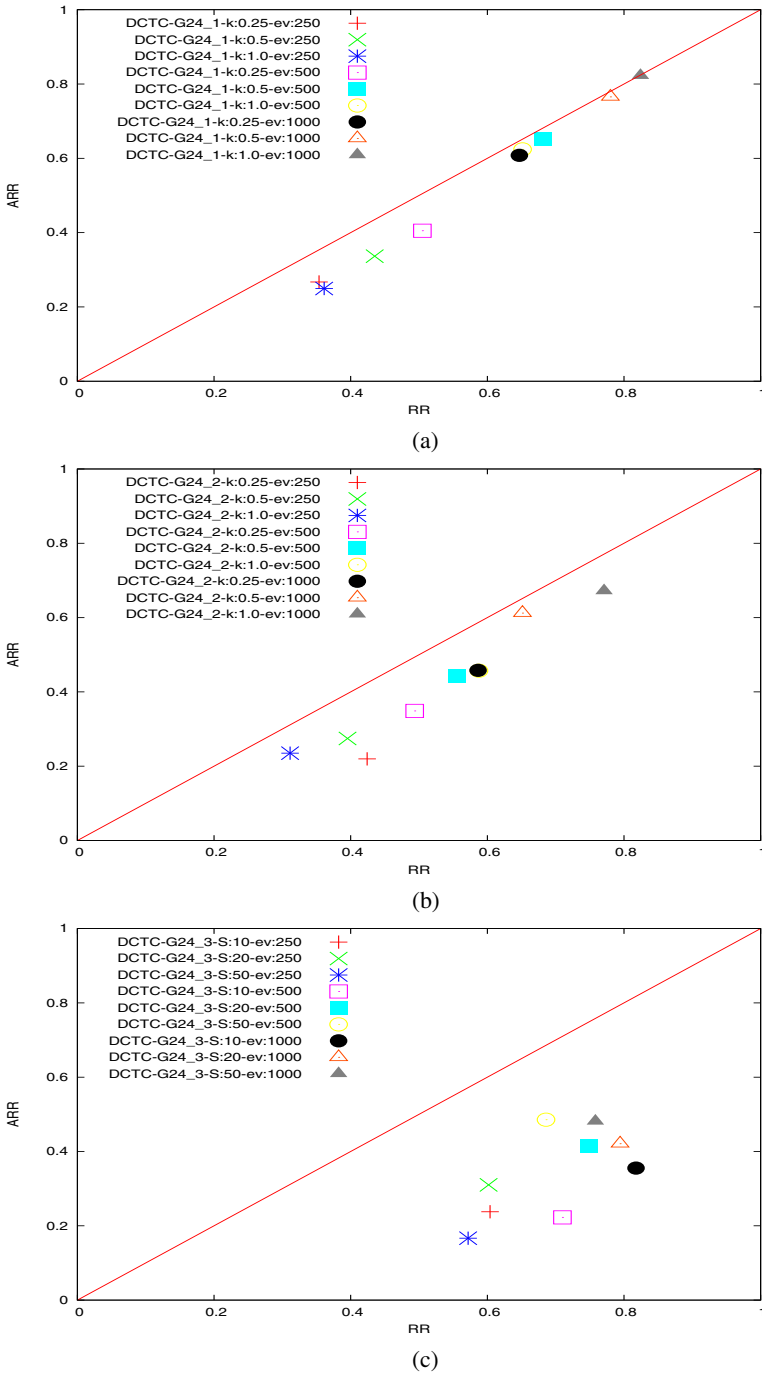 1
0.8
0.6
0.4
0.2
0
ARR
DCTC-G24_1-k:0.25-ev:250
DCTC-G24_1-k:0.5-ev:250
DCTC-G24_1-k:1.0-ev:250
DCTC-G24_1-k:0.25-ev:500
DCTC-G24_1-k:0.5-ev:500
DCTC-G24_1-k:1.0-ev:500
DCTC-G24_1-k:0.25-ev:1000
DCTC-G24_1-k:0.5-ev:1000
DCTC-G24_1-k:1.0-ev:1000
0 0.2 0.4 0.6 0.8 1
RR
(a)
1
0.8
0.6
0.4
0.2
0
ARR
DCTC-G24_2-k:0.25-ev:250
DCTC-G24_2-k:0.5-ev:250
DCTC-G24_2-k:1.0-ev:250
DCTC-G24_2-k:0.25-ev:500
DCTC-G24_2-k:0.5-ev:500
DCTC-G24_2-k:1.0-ev:500
DCTC-G24_2-k:0.25-ev:1000
DCTC-G24_2-k:0.5-ev:1000
DCTC-G24_2-k:1.0-ev:1000
0 0.2 0.4 0.6 0.8 1
RR
(b)
1
0.8
0.6
0.4
0.2
0
ARR
DCTC-G24_3-S:10-ev:250
DCTC-G24_3-S:20-ev:250
DCTC-G24_3-S:50-ev:250
DCTC-G24_3-S:10-ev:500
DCTC-G24_3-S:20-ev:500
DCTC-G24_3-S:50-ev:500
DCTC-G24_3-S:10-ev:1000
DCTC-G24_3-S:20-ev:1000
DCTC-G24_3-S:50-ev:1000
0 0.2 0.4 0.6 0.8 1
RR
(c)